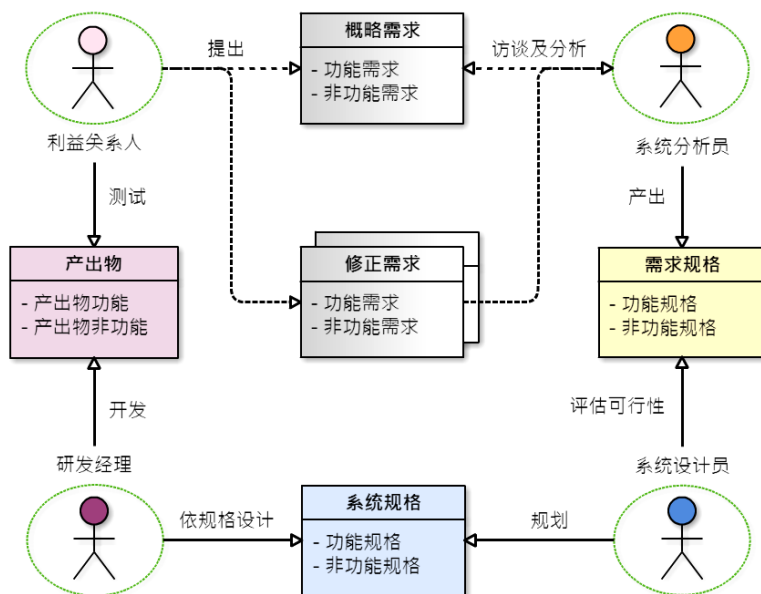 概略需求
提出
访谈及分析
- 功能需求
- 非功能需求
利益关系人
系统分析员
测试
产出
产出物
修正需求
需求规格
- 产出物功能
- 产出物非功能
- 功能需求
- 非功能需求
- 功能规格
- 非功能规格
开发
评估可行性
研发经理
系统设计员
系统规格
依规格设计
规划
- 功能规格
- 非功能规格